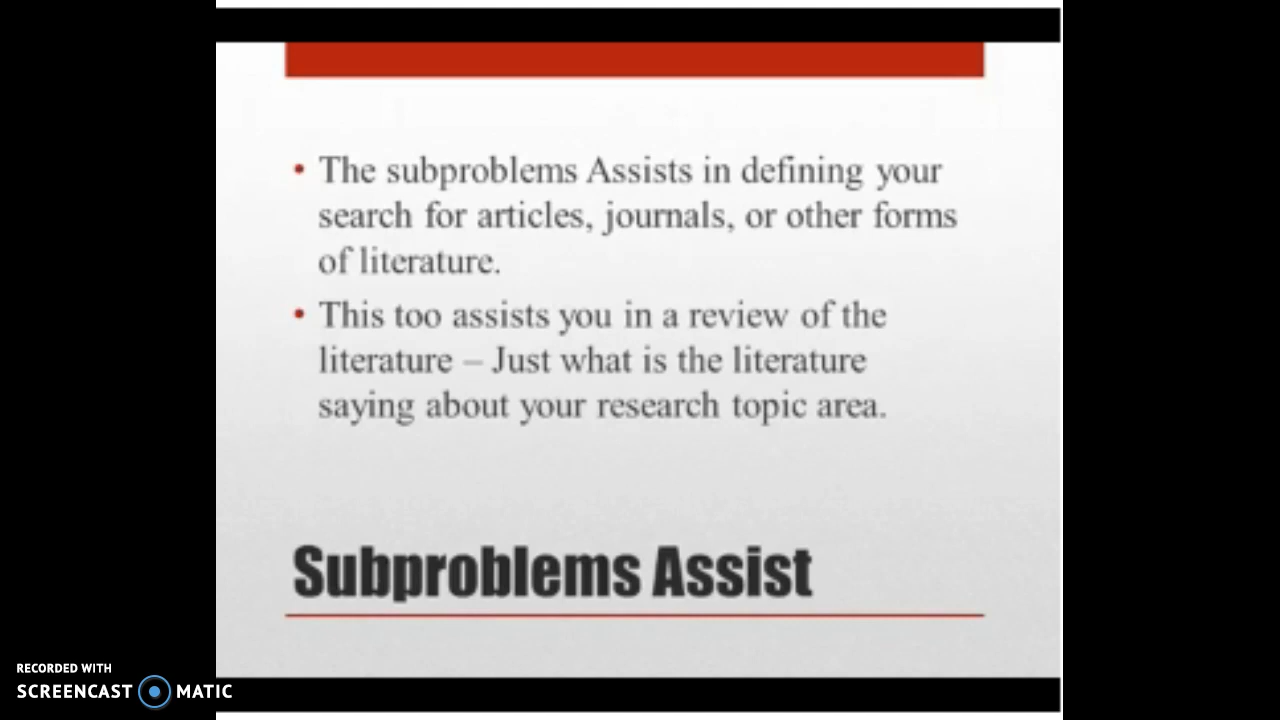 • The subproblems Assists in defining your
search for articles, journals, or other forms
of literature.
• This too assists you in a review of the
literature – Just what is the literature
saying about your research topic area.
Subproblems Assist
RECORDED WITH
SCREENCAST MATIC